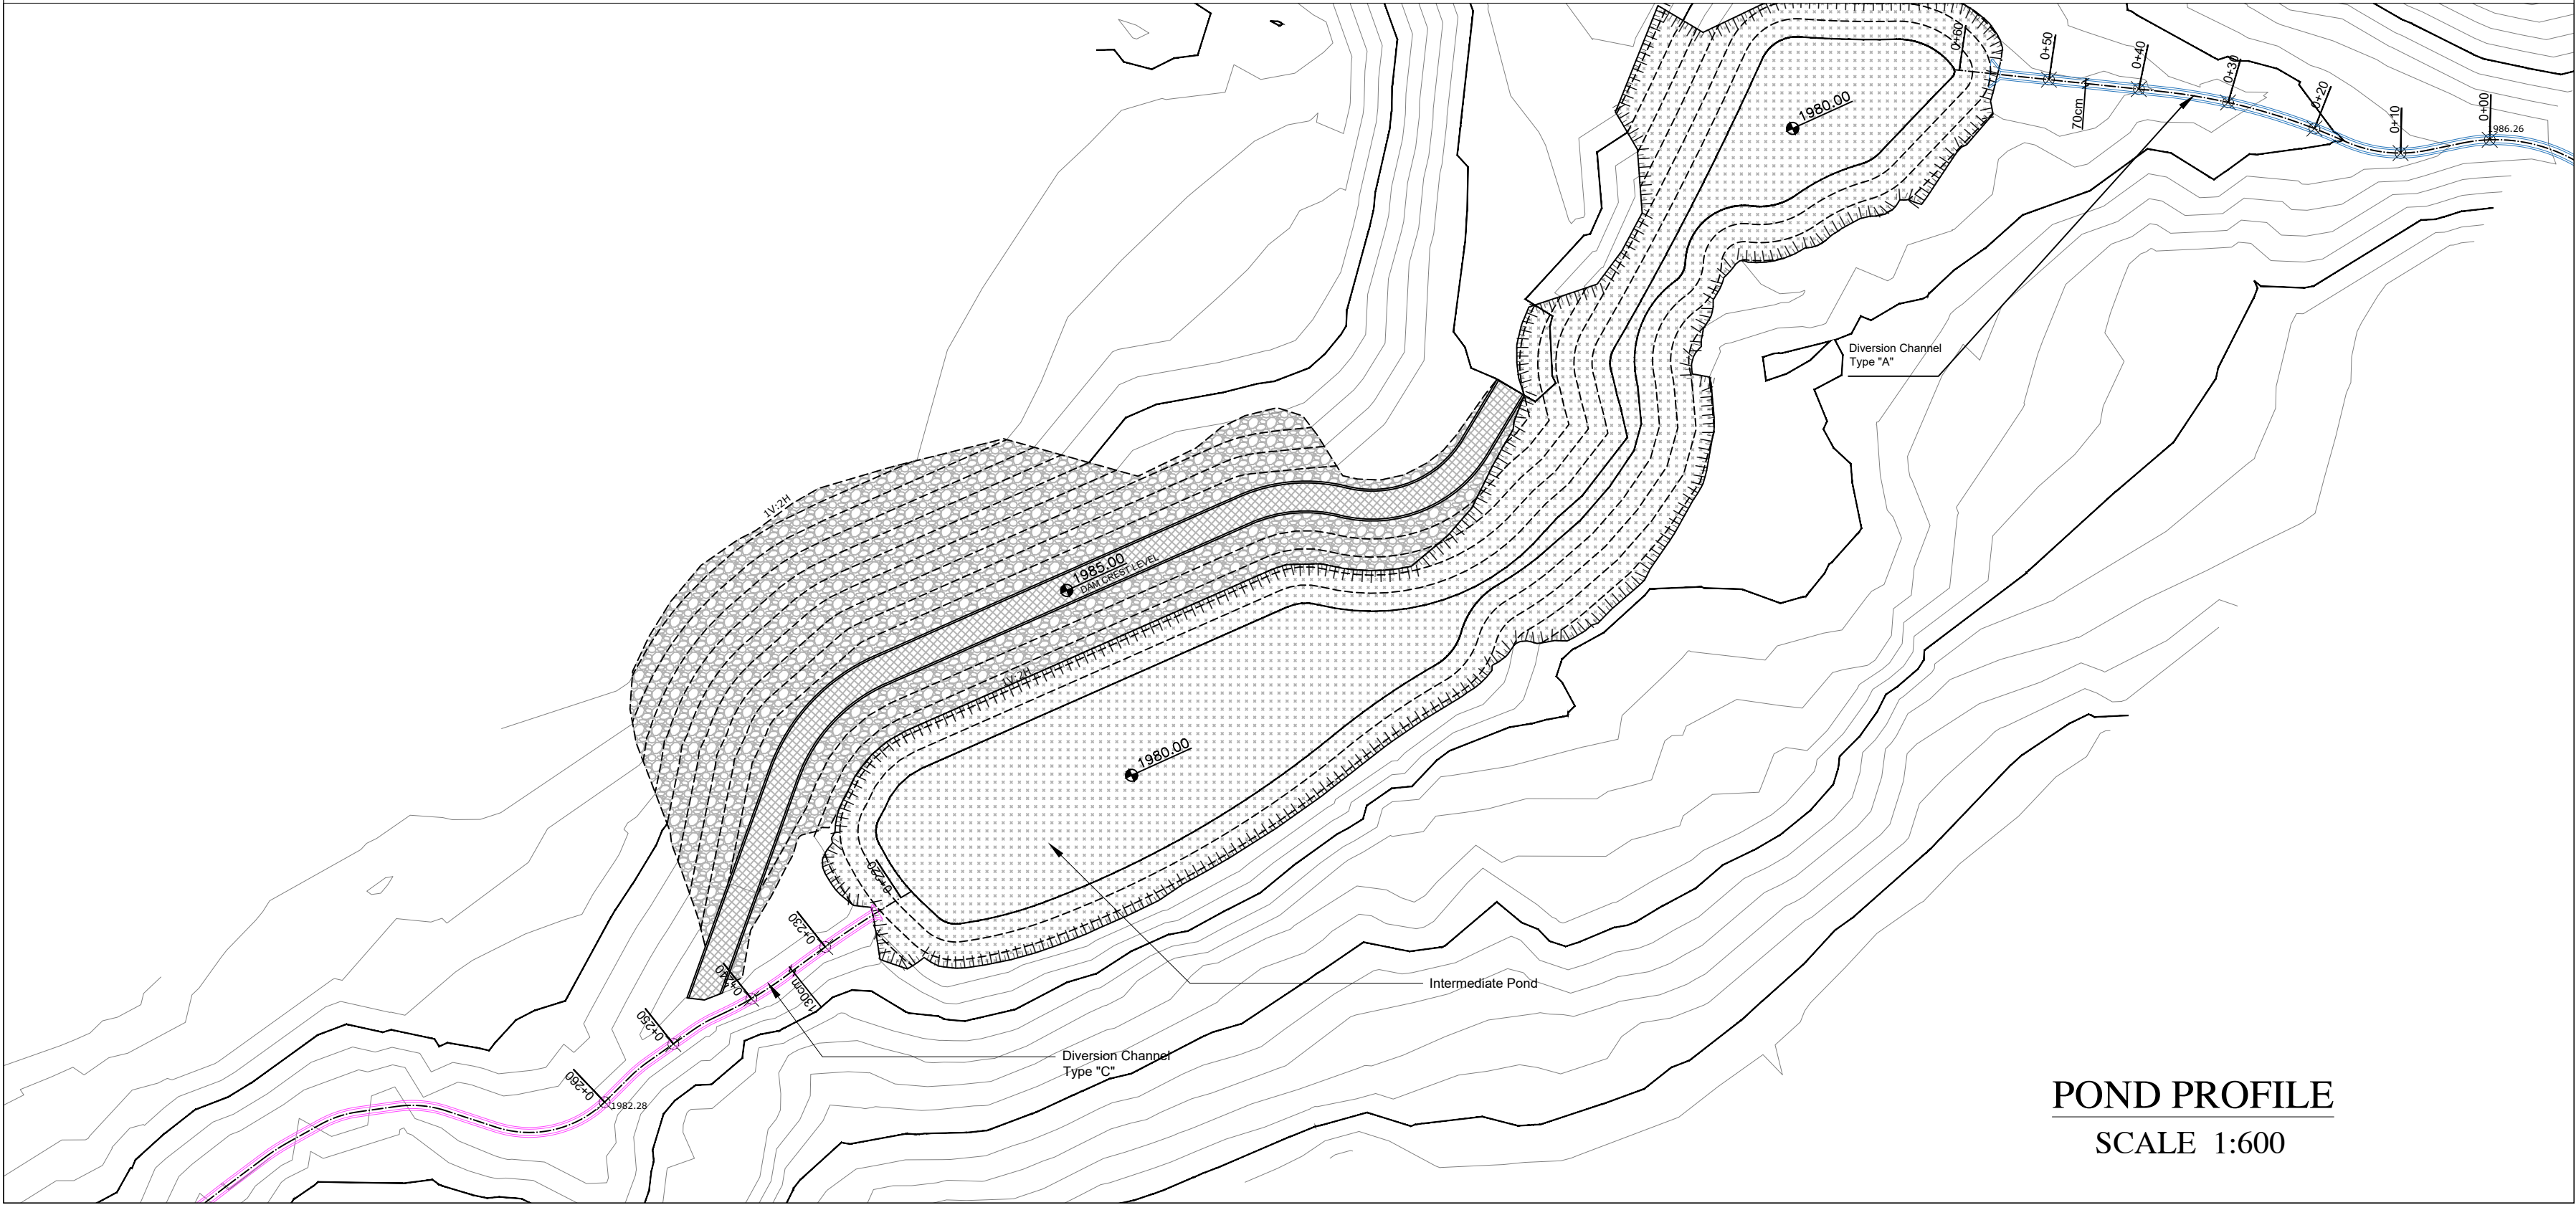 0+60
0+50
0+40
0+30
0+20
0+10
0+00
1986.26
70cm
1980.00
Diversion Channel
Type "A"
1V-2H
1985.00
DAM CREST LEVEL
1V-2H
1980.00
0+220
0+230
0+240
130cm
0+250
0+260
1982.28
Intermediate Pond
Diversion Channel
Type "C"
POND PROFILE
SCALE 1:600